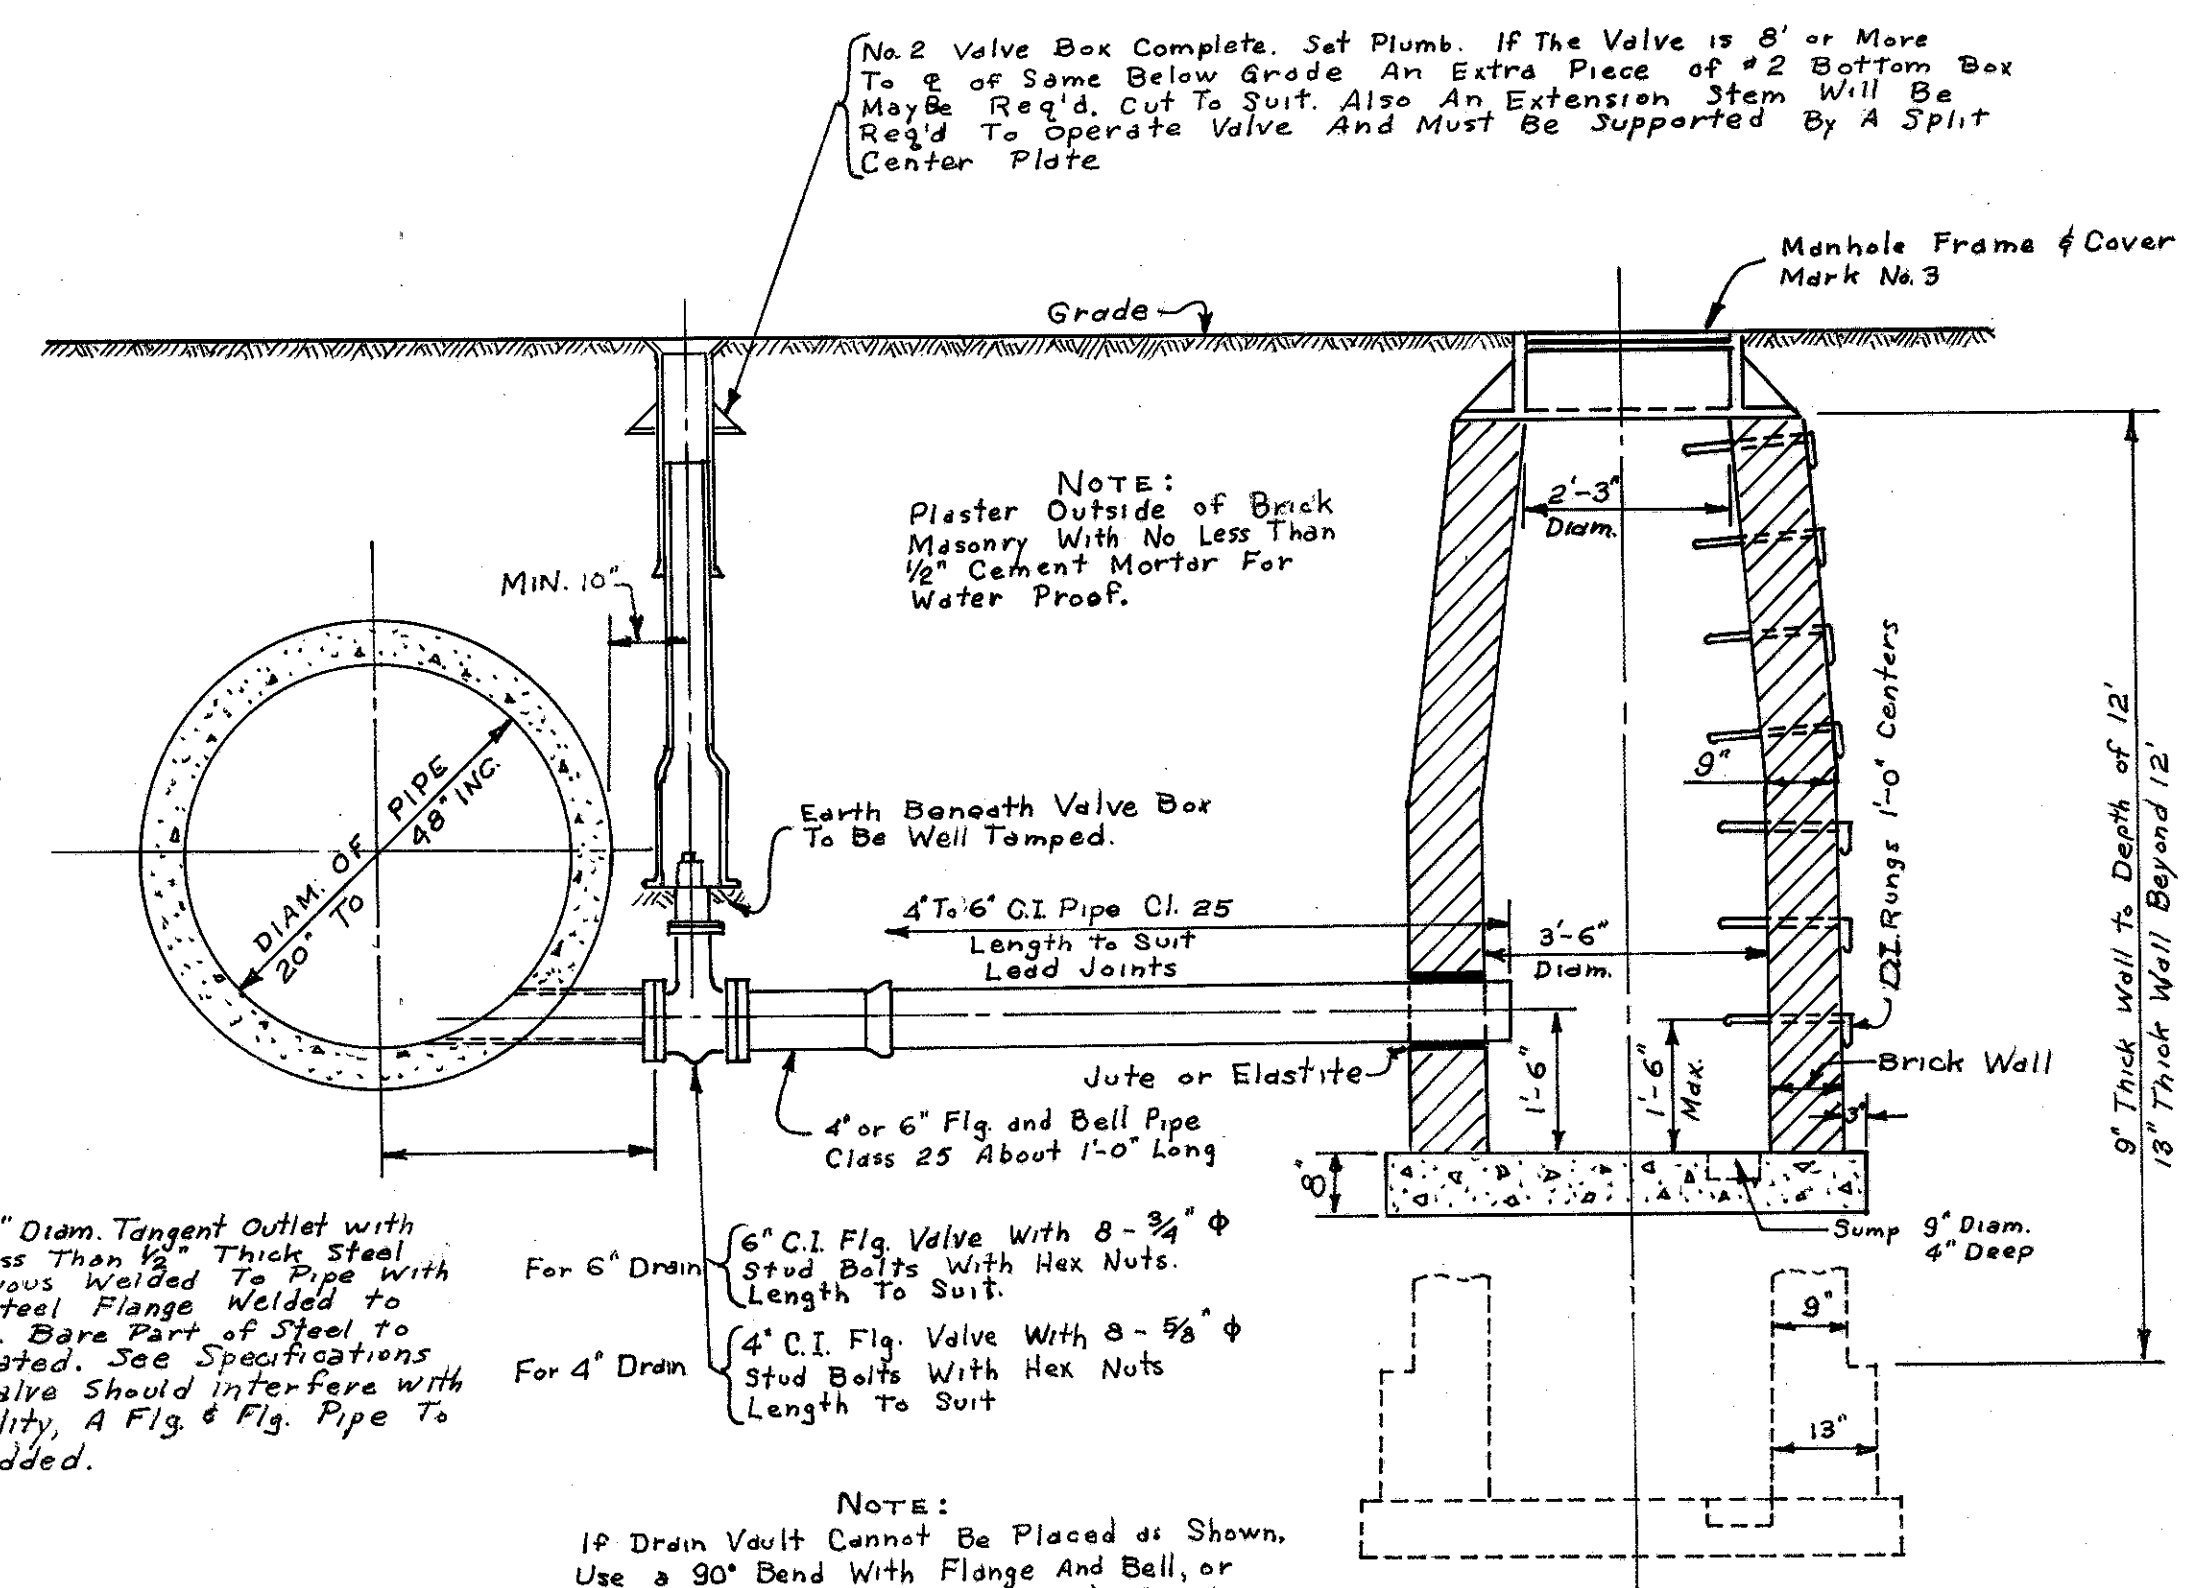 No. 2 Valve Box Complete. Set Plumb. If The Valve is 8' or More
To ℄ of Same Below Grade An Extra Piece of #2 Bottom Box
May Be Req'd. Cut To Suit. Also An Extension Stem Will Be
Req'd To Operate Valve And Must Be Supported By A Split
Center Plate
Manhole Frame & Cover
Mark No. 3
Grade
NOTE:
Plaster Outside of Brick
Masonry With No Less Than
1/2" Cement Mortar For
Water Proof.
2'-3"
Diam.
MIN. 10"
DIAM. OF PIPE
20" TO 48" INC.
Earth Beneath Valve Box
To Be Well Tamped.
9"
Rungs 1'-0" Centers
9" Thick Wall to Depth of 12'
13" Thick Wall Beyond 12'
4" To 6" C.I. Pipe Cl. 25
Length to Suit
Lead Joints
3'-6"
Diam.
Jute or Elastite
1'-6"
1'-6"
Max.
Brick Wall
3"
4" or 6" Flg. and Bell Pipe
Class 25 About 1'-0" Long
8"
Sump 9" Diam.
4" Deep
" Diam. Tangent Outlet with
ss Than 1/2" Thick Steel
ous Welded To Pipe with
teel Flange Welded to
. Bare Part of Steel to
ated. See Specifications
alve Should interfere with
lity, A Flg. & Flg. Pipe To
dded.
For 6" Drain
6" C.I. Flg. Valve With 8 - 3/4" Φ
Stud Bolts With Hex Nuts.
Length To Suit.
For 4" Drain
4" C.I. Flg. Valve With 8 - 5/8" Φ
Stud Bolts With Hex Nuts
Length To Suit
9"
13"
NOTE:
If Drain Vault Cannot Be Placed as Shown,
Use a 90° Bend With Flange And Bell, or